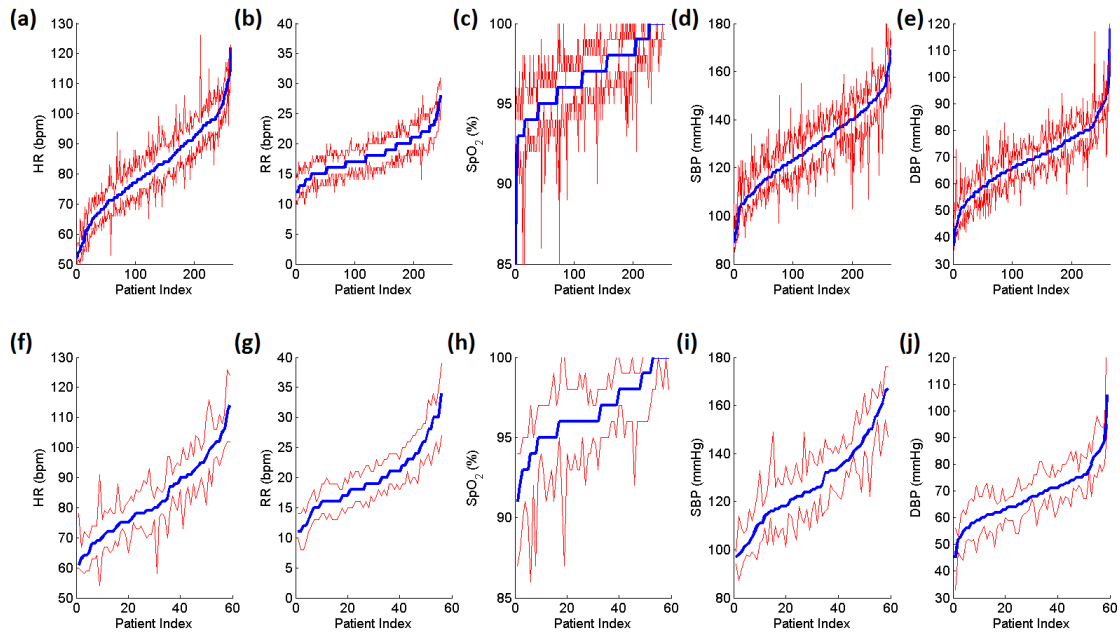 (a) (b) (c) (d) (e)
130 40 100 180 120
120 35 110
110 30 160 100
100 25 95 90
90 20 140 80
80 15 90 120 70
70 10 60
60 5 100 50
50 0 85 80 40
30
HR (bpm) RR (bpm) SpO2 (%) SBP (mmHg) DBP (mmHg)
0 100 200 0 100 200 0 100 200 0 100 200 0 100 200
Patient Index Patient Index Patient Index Patient Index Patient Index
(f) (g) (h) (i) (j)
130 40 100 180 120
120 35 110
110 30 160 100
100 25 95 90
90 20 140 80
80 15 90 120 70
70 10 60
60 5 100 50
50 0 85 80 40
30
HR (bpm) RR (bpm) SpO2 (%) SBP (mmHg) DBP (mmHg)
0 20 40 60 0 20 40 60 0 20 40 60 0 20 40 60 0 20 40 60
Patient Index Patient Index Patient Index Patient Index Patient Index